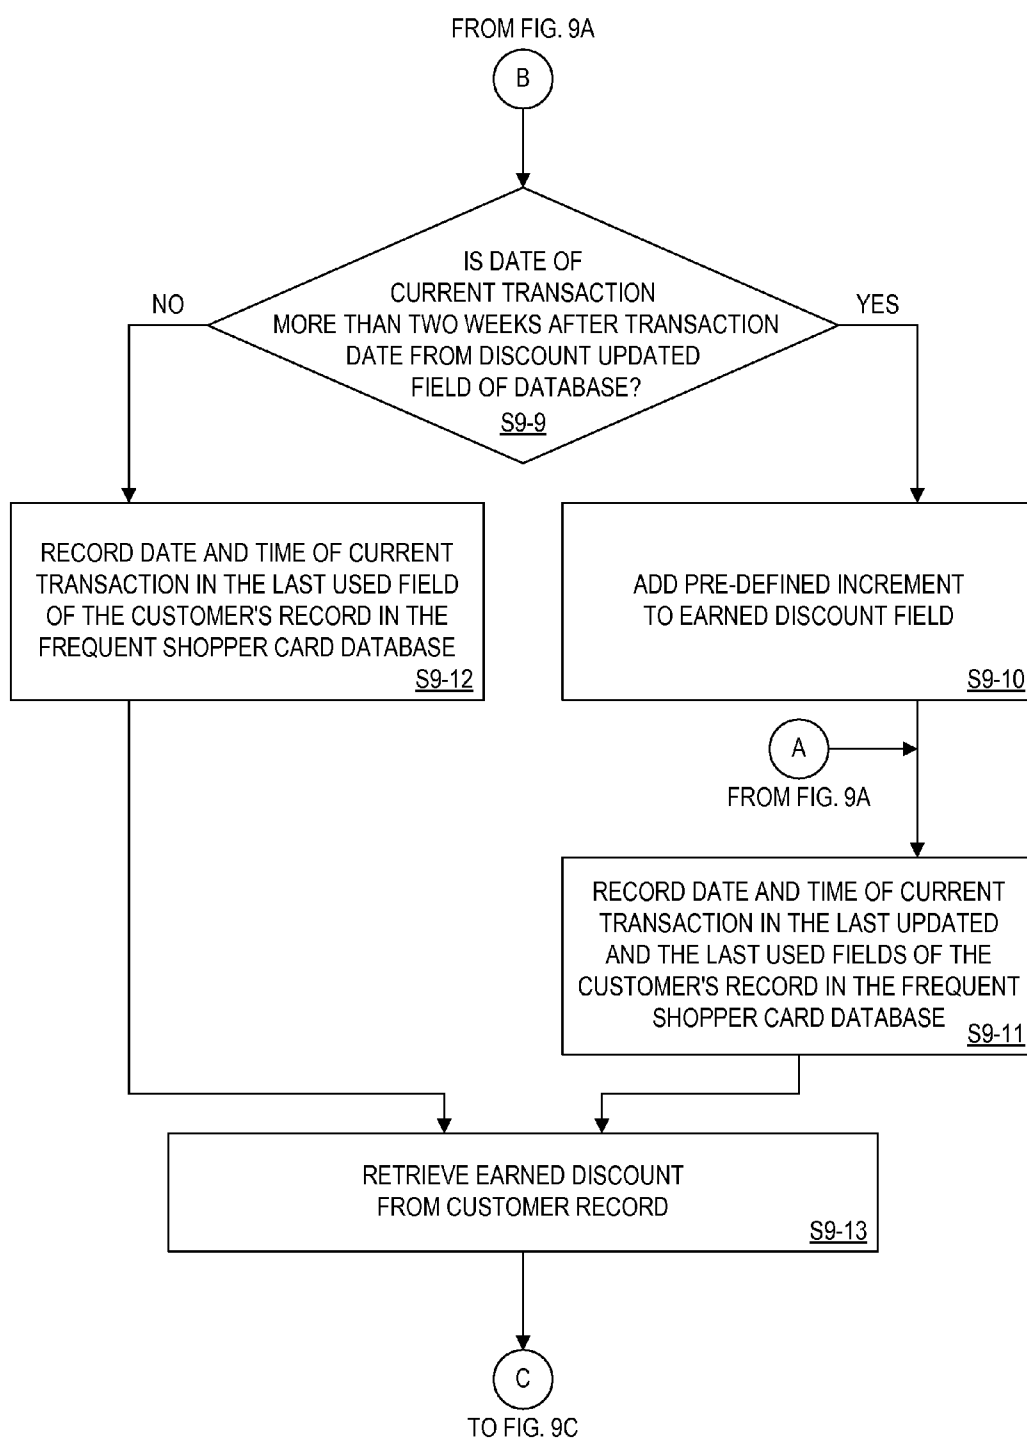 FROM FIG. 9A
B
IS DATE OF
CURRENT TRANSACTION
MORE THAN TWO WEEKS AFTER TRANSACTION
DATE FROM DISCOUNT UPDATED
FIELD OF DATABASE?
S9-9
NO
YES
RECORD DATE AND TIME OF CURRENT
TRANSACTION IN THE LAST USED FIELD
OF THE CUSTOMER'S RECORD IN THE
FREQUENT SHOPPER CARD DATABASE
S9-12
ADD PRE-DEFINED INCREMENT
TO EARNED DISCOUNT FIELD
S9-10
A
FROM FIG. 9A
RECORD DATE AND TIME OF CURRENT
TRANSACTION IN THE LAST UPDATED
AND THE LAST USED FIELDS OF THE
CUSTOMER'S RECORD IN THE FREQUENT
SHOPPER CARD DATABASE
S9-11
RETRIEVE EARNED DISCOUNT
FROM CUSTOMER RECORD
S9-13
C
TO FIG. 9C